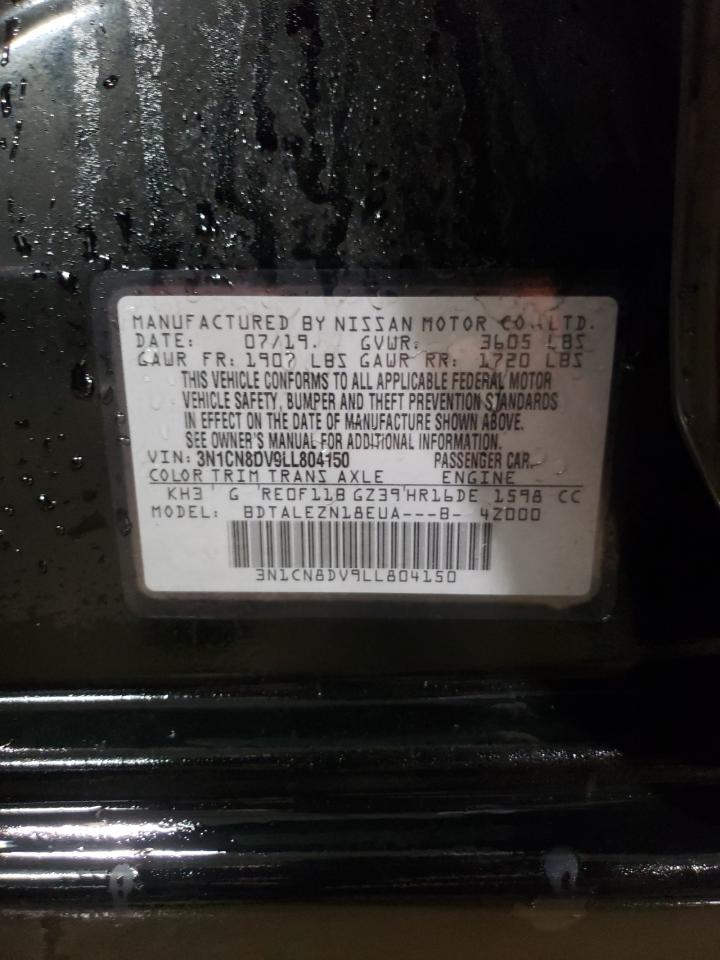 MANUFACTURED BY NISSAN MOTOR CO., LTD.
DATE: 07/19. GVWR: 3605 LBS
GAWR FR: 1907 LBS GAWR RR: 1720 LBS
THIS VEHICLE CONFORMS TO ALL APPLICABLE FEDERAL MOTOR
VEHICLE SAFETY, BUMPER AND THEFT PREVENTION STANDARDS
IN EFFECT ON THE DATE OF MANUFACTURE SHOWN ABOVE.
SEE OWNER'S MANUAL FOR ADDITIONAL INFORMATION.
VIN: 3N1CN8DV9LL804150 PASSENGER CAR
COLOR TRIM TRANS AXLE ENGINE
KH3 G RE0F11B GZ39 HR16DE 1598 CC
MODEL: BDTALEZN18EUA---B- 4Z000
3N1CN8DV9LL804150